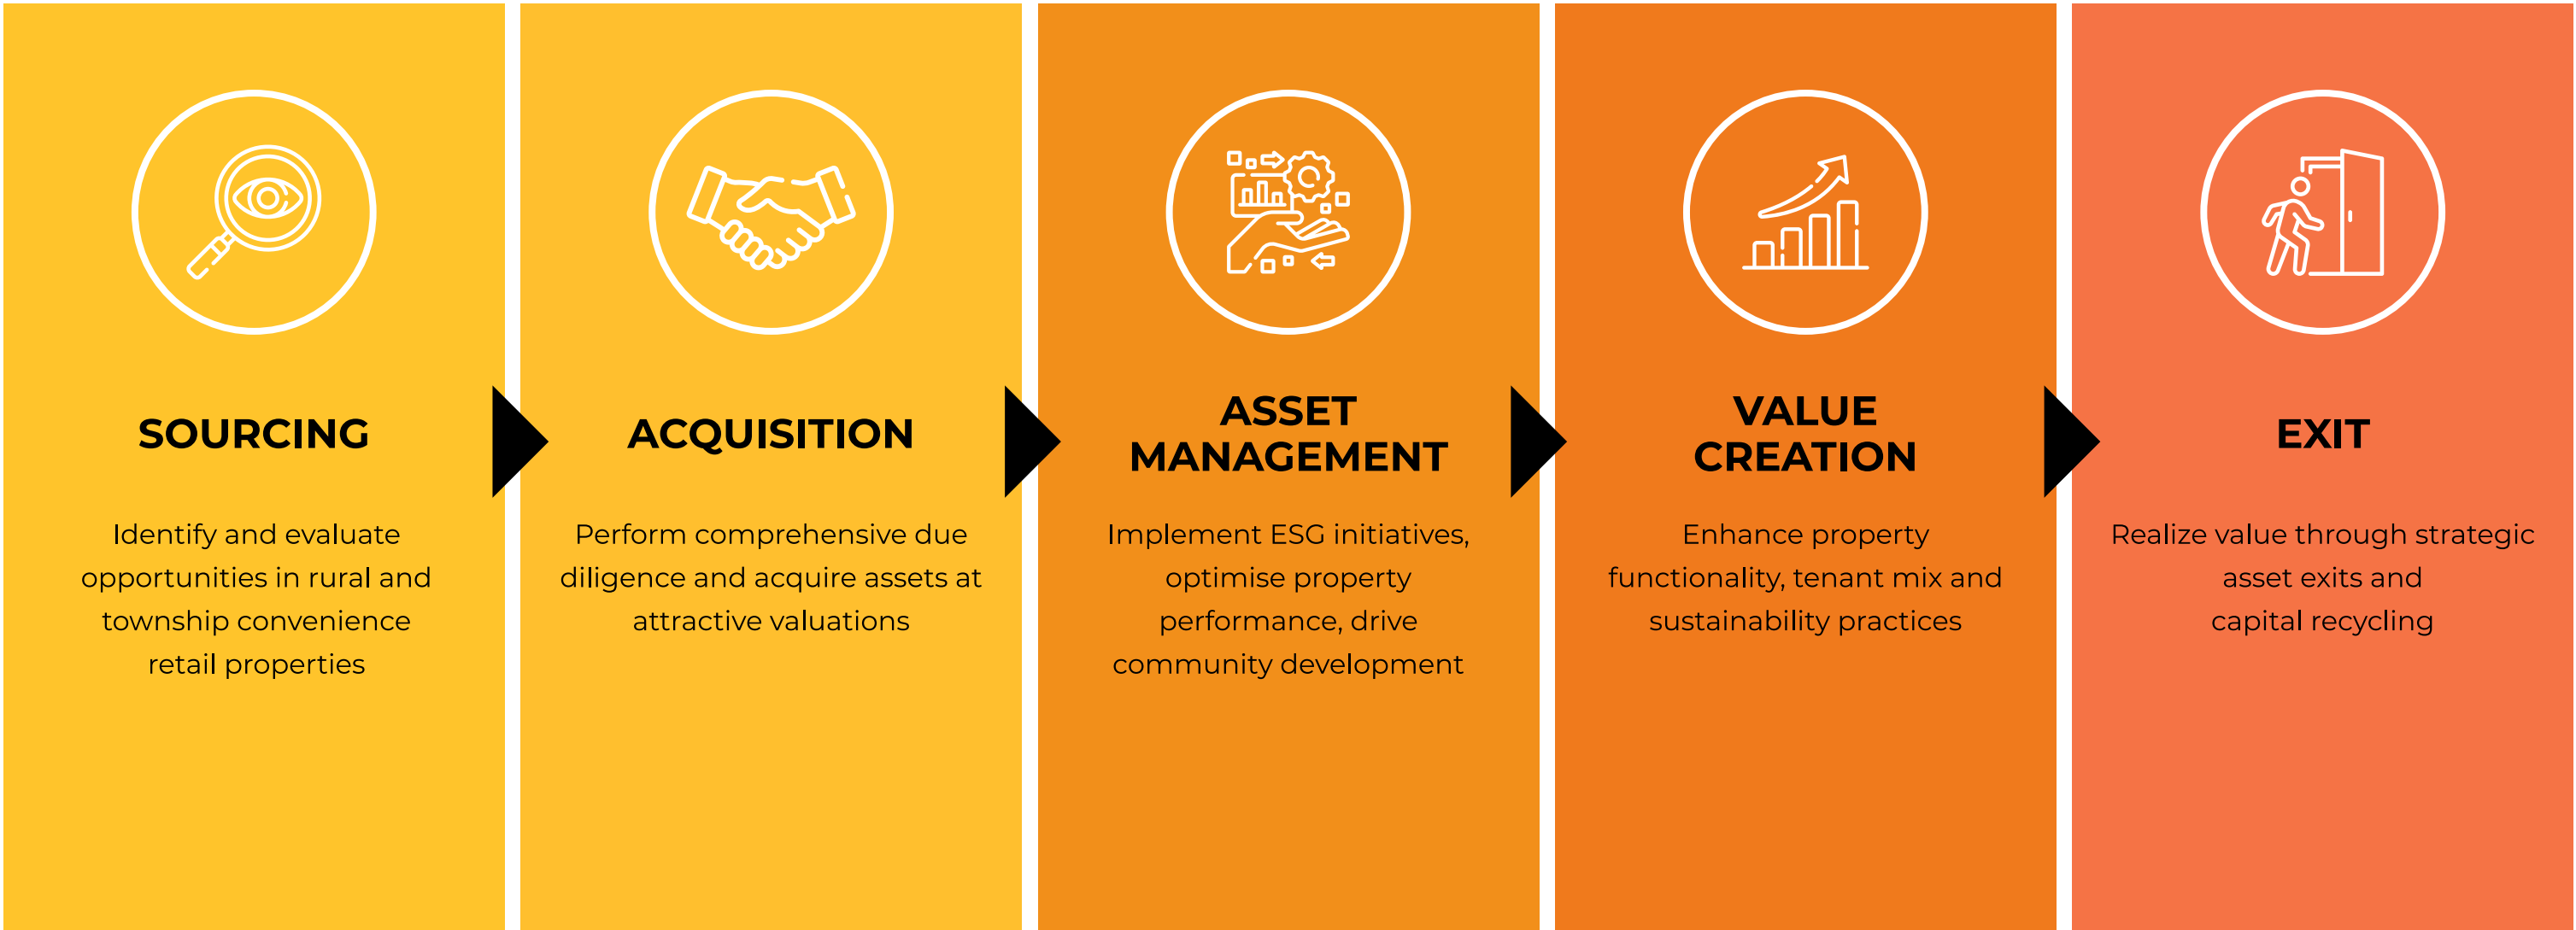 SOURCING
Identify and evaluate
opportunities in rural and
township convenience
retail properties
ACQUISITION
Perform comprehensive due
diligence and acquire assets at
attractive valuations
ASSET
MANAGEMENT
Implement ESG initiatives,
optimise property
performance, drive
community development
VALUE
CREATION
Enhance property
functionality, tenant mix and
sustainability practices
EXIT
Realize value through strategic
asset exits and
capital recycling